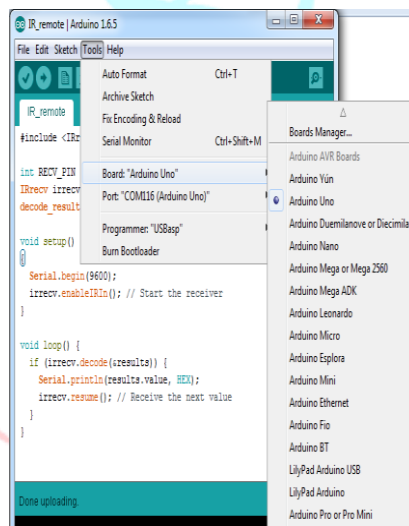 IR_remote | Arduino 1.6.5
File Edit Sketch Tools Help
Auto Format Ctrl+T
Archive Sketch
Fix Encoding & Reload
Serial Monitor Ctrl+Shift+M
Board: "Arduino Uno"
Port: "COM116 (Arduino Uno)"
Programmer: "USBasp"
Burn Bootloader
IR_remote
#include <IRr
int RECV_PIN
IRrecv irrecv
decode_result
void setup()
{
Serial.begin(9600);
irrecv.enableIRIn(); // Start the receiver
}
void loop() {
if (irrecv.decode(&results)) {
Serial.println(results.value, HEX);
irrecv.resume(); // Receive the next value
}
}
Done uploading.
Boards Manager...
Arduino AVR Boards
Arduino Yún
Arduino Uno
Arduino Duemilanove or Diecimila
Arduino Nano
Arduino Mega or Mega 2560
Arduino Mega ADK
Arduino Leonardo
Arduino Micro
Arduino Esplora
Arduino Mini
Arduino Ethernet
Arduino Fio
Arduino BT
LilyPad Arduino USB
LilyPad Arduino
Arduino Pro or Pro Mini